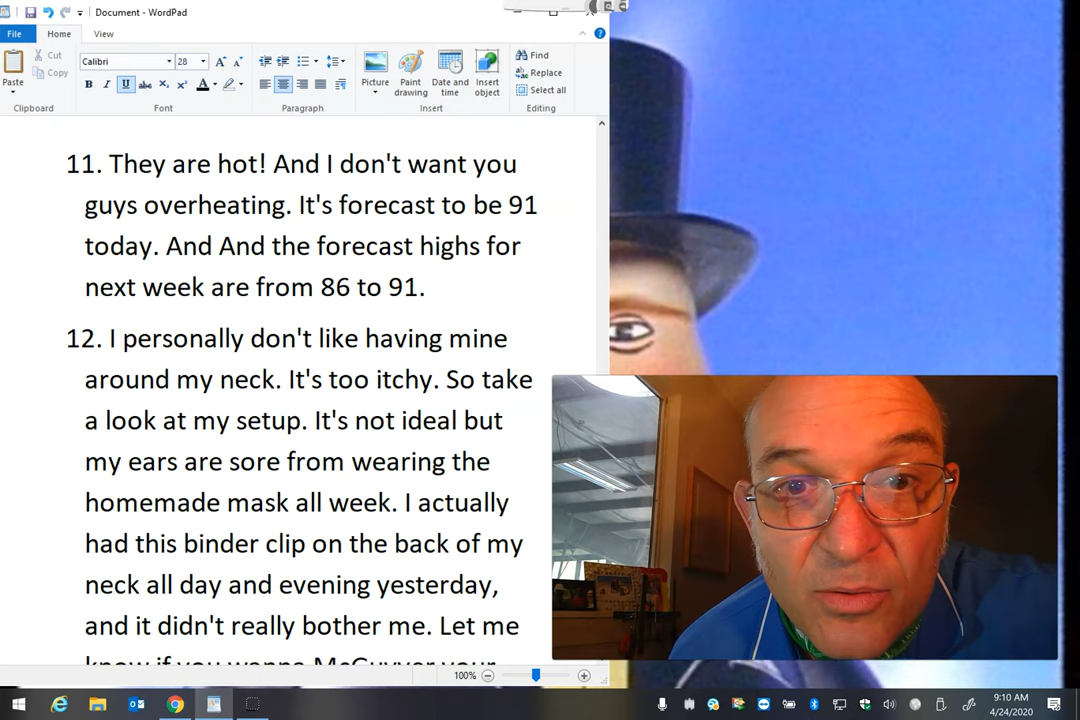 Document - WordPad
File Home View
Paste
Cut
Copy
Clipboard
Calibri 28
Font
Paragraph
Picture
Paint drawing
Date and time
Insert object
Insert
Find
Replace
Select all
Editing
11. They are hot! And I don't want you
guys overheating. It's forecast to be 91
today. And And the forecast highs for
next week are from 86 to 91.
12. I personally don't like having mine
around my neck. It's too itchy. So take
a look at my setup. It's not ideal but
my ears are sore from wearing the
homemade mask all week. I actually
had this binder clip on the back of my
neck all day and evening yesterday,
and it didn't really bother me. Let me
know if you wanna McGuyver your
100%
9:10 AM
4/24/2020